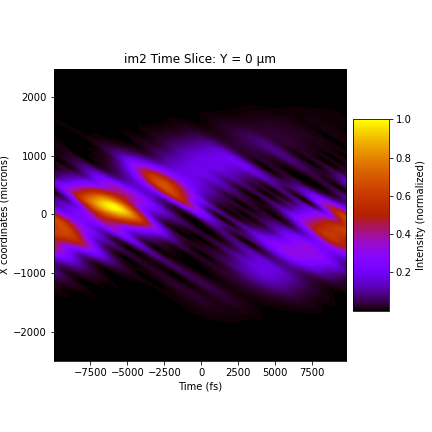 im2 Time Slice: Y = 0 μm
X coordinates (microns)
2000
1000
0
−1000
−2000
−7500 −5000 −2500 0 2500 5000 7500
Time (fs)
1.0
0.8
0.6
0.4
0.2
Intensity (normalized)